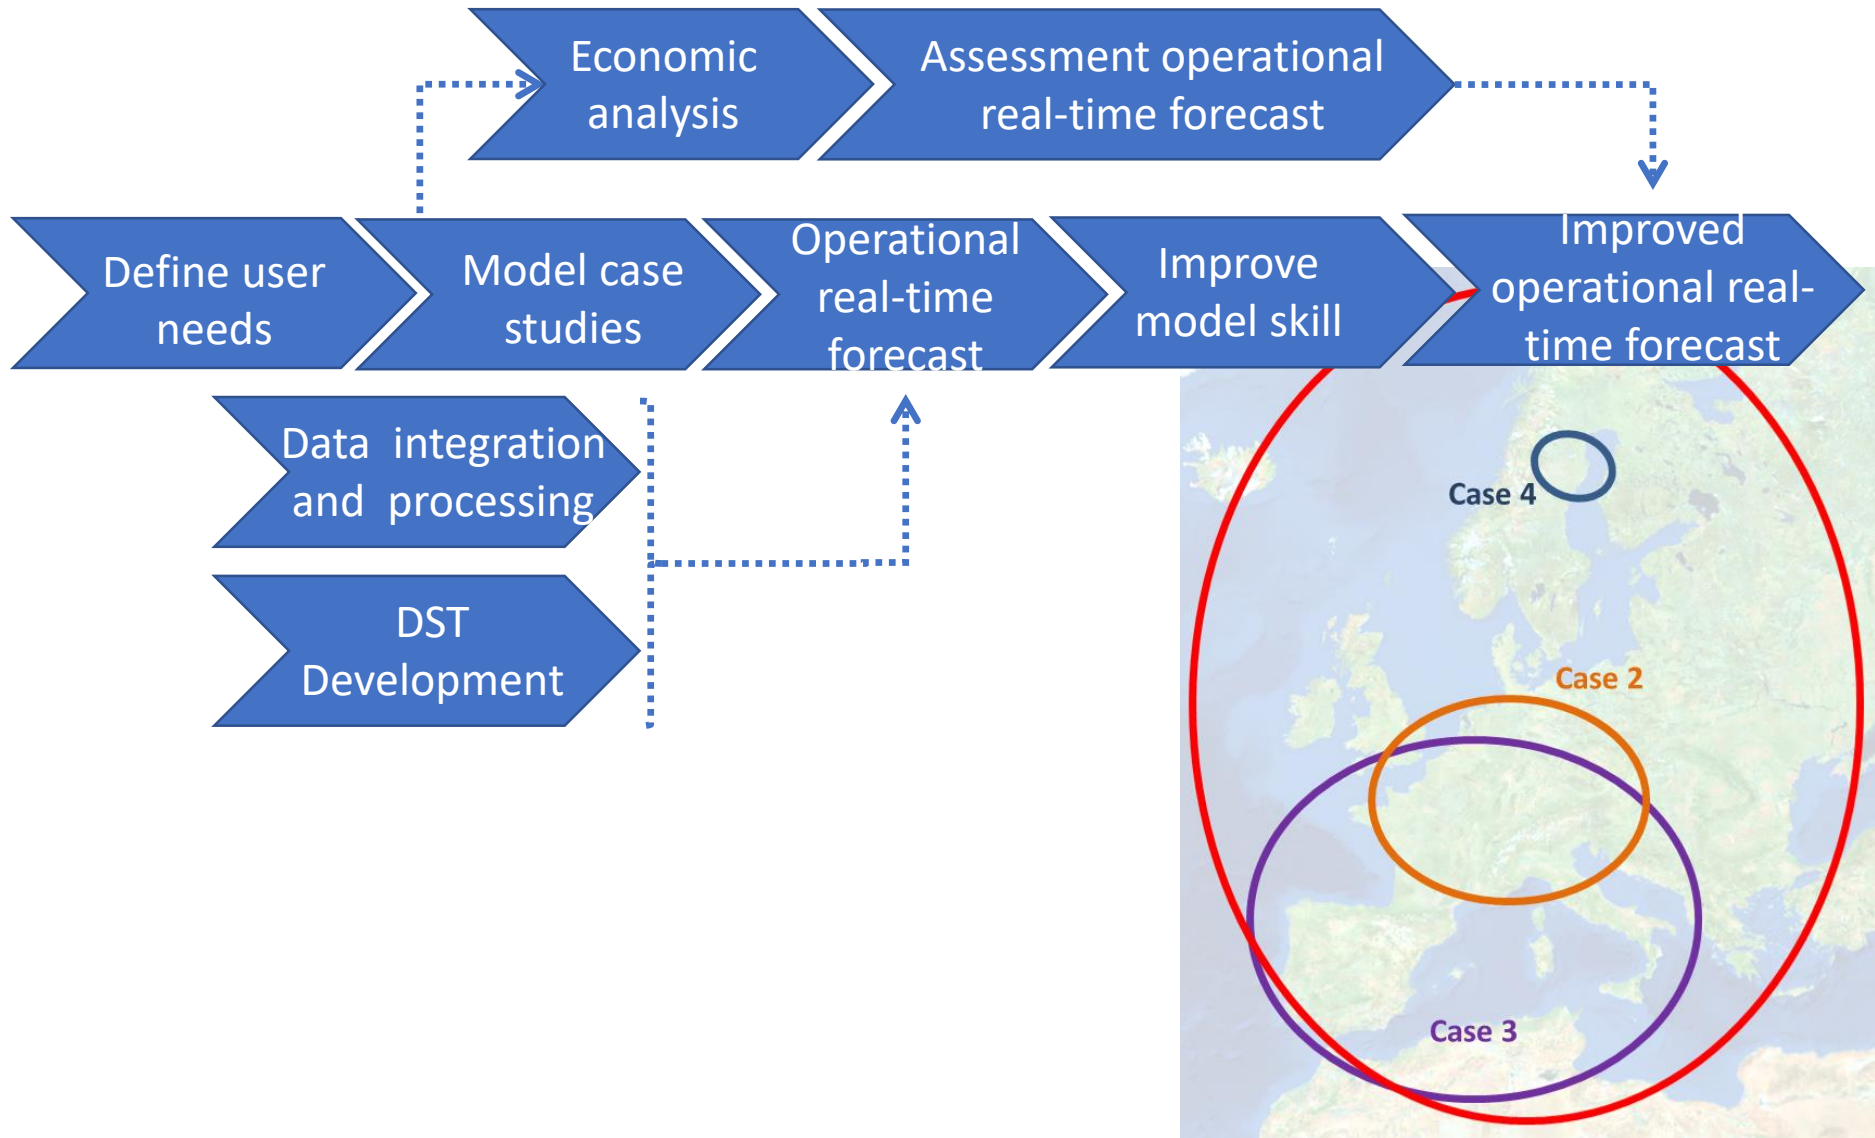 Economic
analysis
Assessment operational
real-time forecast
Define user
needs
Model case
studies
Operational
real-time
forecast
Improve
model skill
Improved
operational real-
time forecast
Data integration
and processing
DST
Development
Case 4
Case 2
Case 3